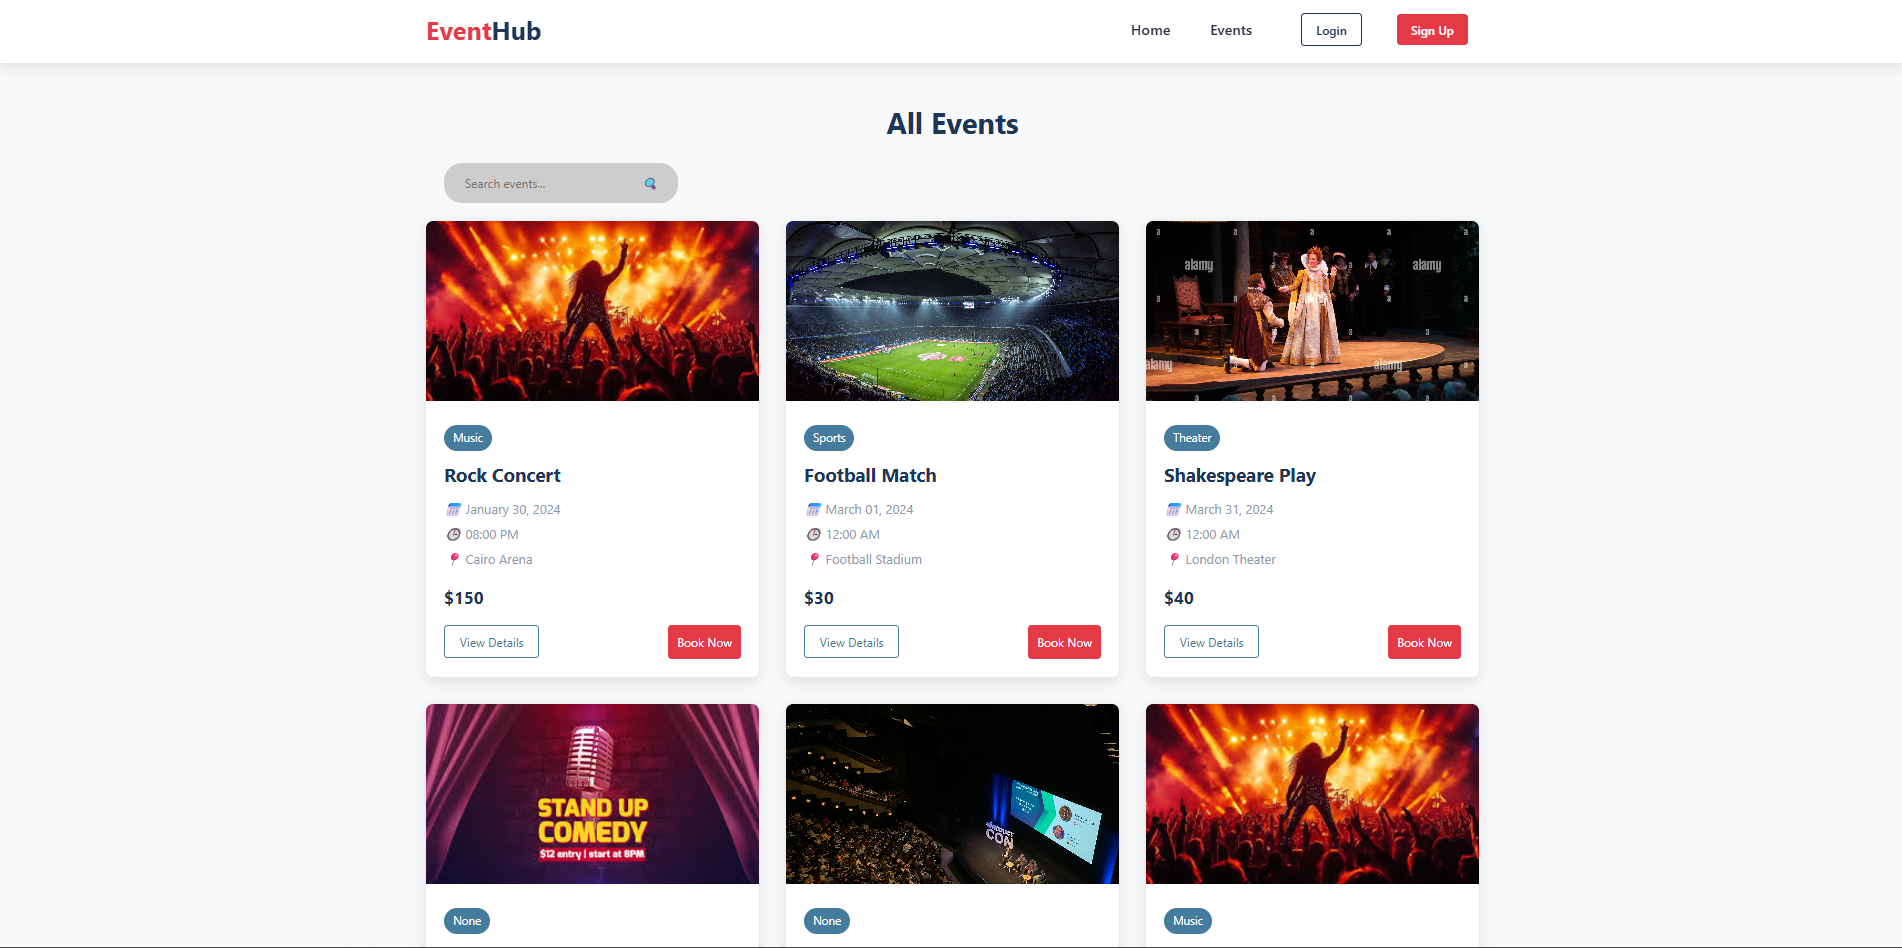 EventHub
Home
Events
Login
Sign Up
All Events
Search events...
alamy
alamy
alamy
alamy
Music
Rock Concert
January 30, 2024
08:00 PM
Cairo Arena
$150
View Details
Book Now
Sports
Football Match
March 01, 2024
12:00 AM
Football Stadium
$30
View Details
Book Now
Theater
Shakespeare Play
March 31, 2024
12:00 AM
London Theater
$40
View Details
Book Now
STAND UP
COMEDY
$12 entry | start at 8PM
CON
None
None
Music